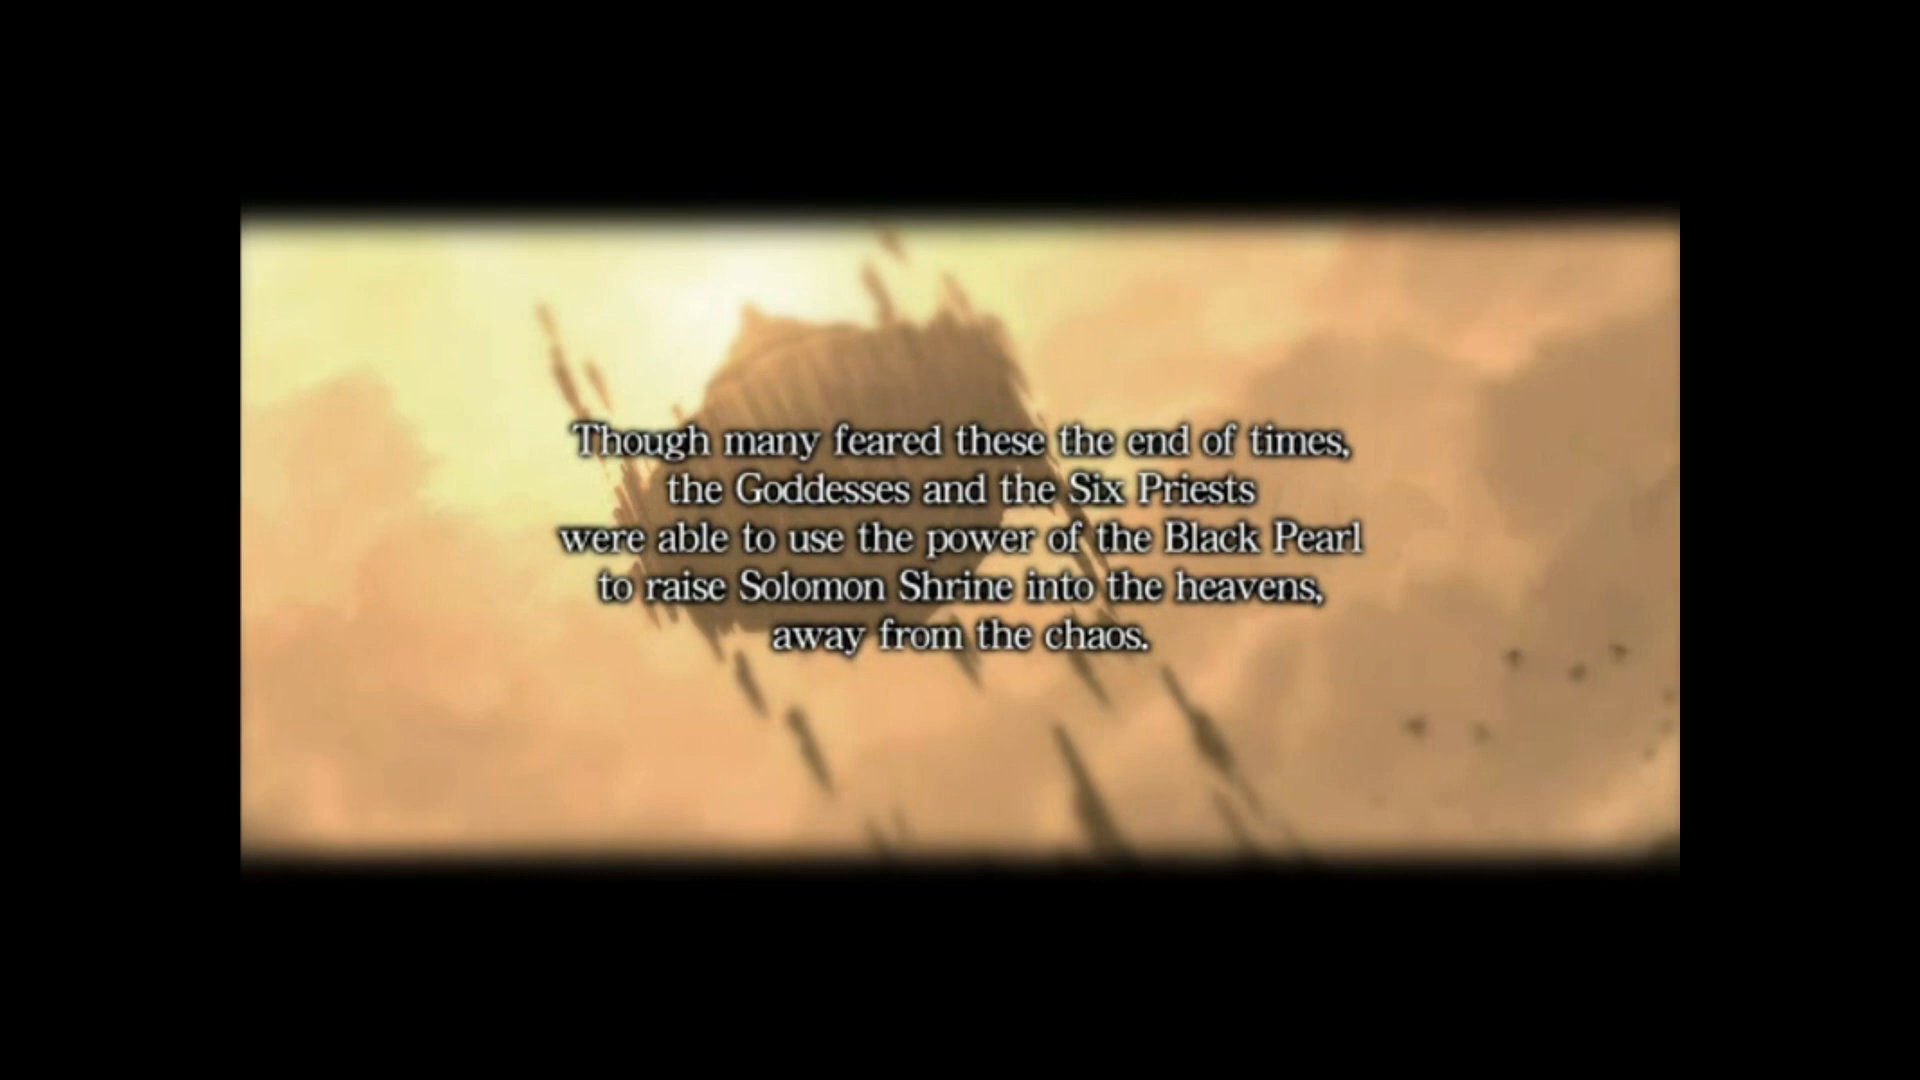 Though many feared these the end of times,
the Goddesses and the Six Priests
were able to use the power of the Black Pearl
to raise Solomon Shrine into the heavens,
away from the chaos.